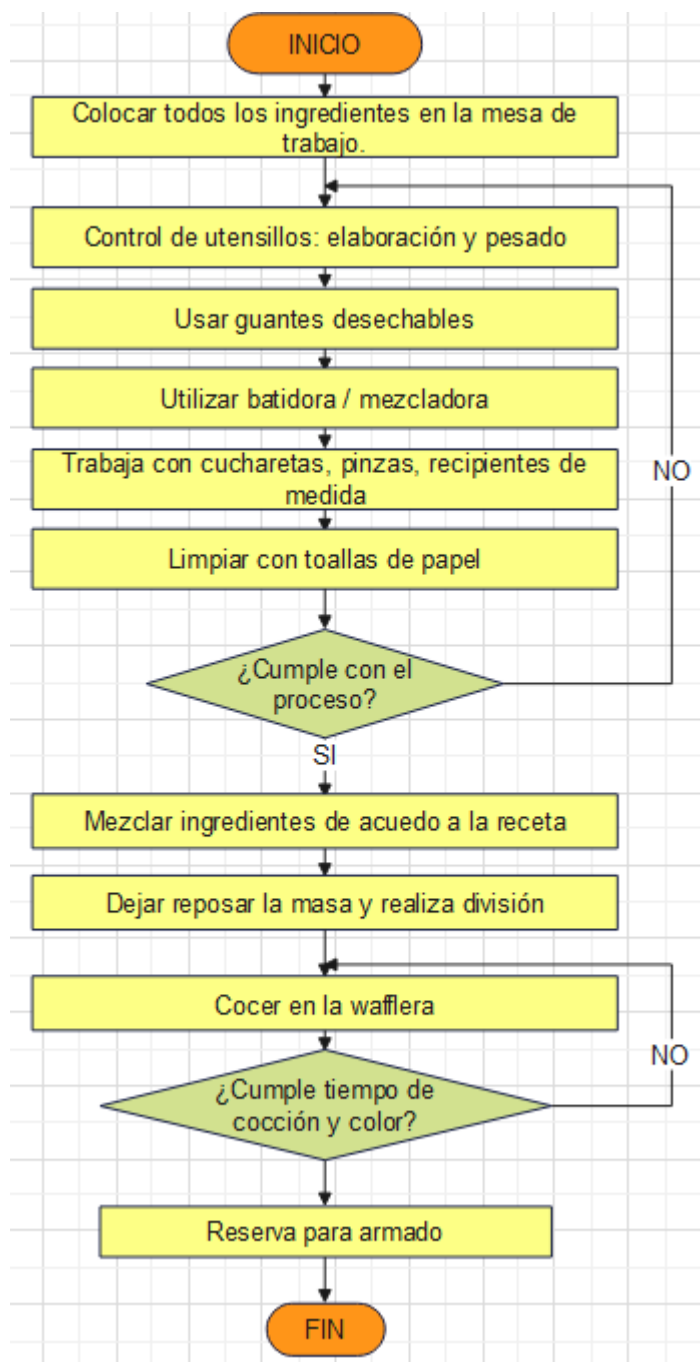 INICIO
Colocar todos los ingredientes en la mesa de
trabajo.
Control de utensillos: elaboración y pesado
Usar guantes desechables
Utilizar batidora / mezcladora
Trabaja con cucharetas, pinzas, recipientes de
medida
NO
Limpiar con toallas de papel
¿Cumple con el
proceso?
SI
Mezclar ingredientes de acuedo a la receta
Dejar reposar la masa y realiza división
Cocer en la wafflera
NO
¿Cumple tiempo de
cocción y color?
Reserva para armado
FIN